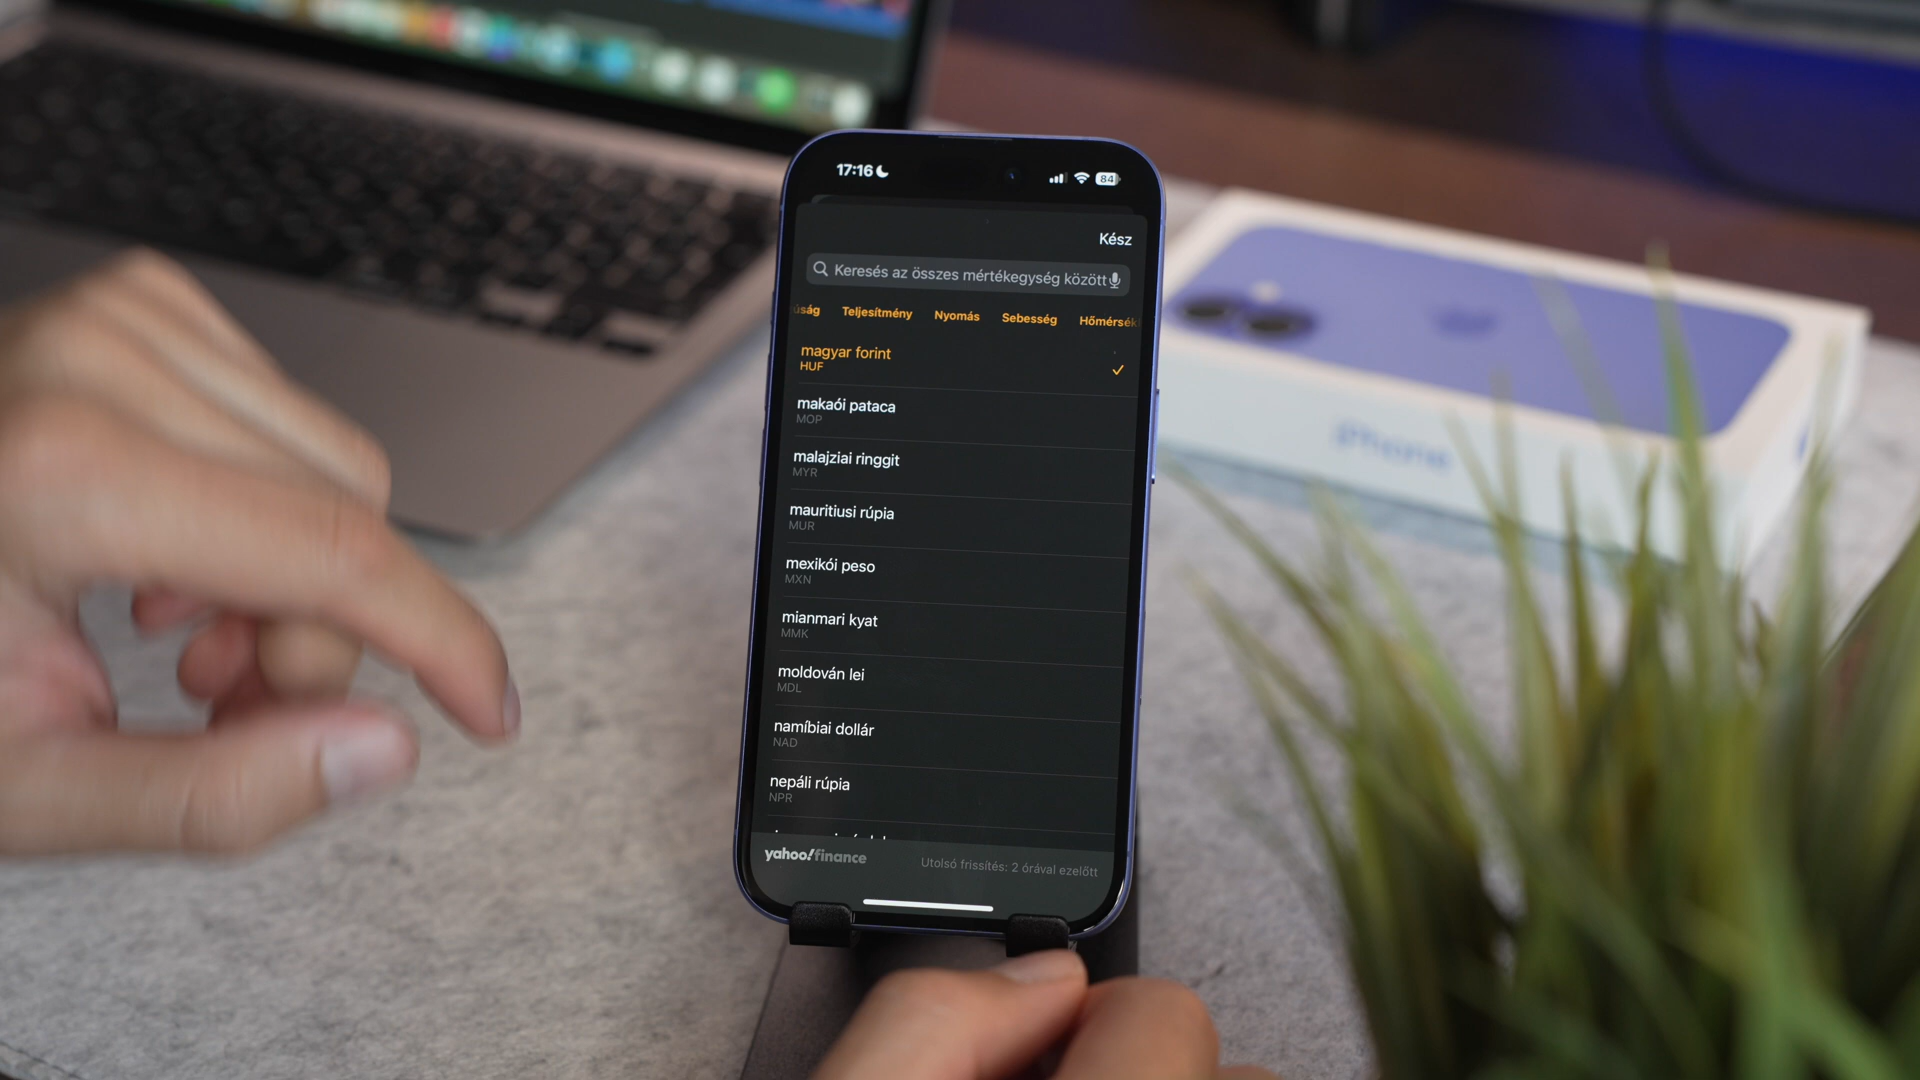 17:16
84
Kész
Keresés az összes mértékegység között
Teljesítmény Nyomás Sebesség
magyar forint
HUF
makaói pataca
MOP
malajziai ringgit
MYR
mauritiusi rúpia
MUR
mexikói peso
MXN
mianmari kyat
MMK
moldován lei
MDL
namíbiai dollár
NAD
nepáli rúpia
NPR
yahoo!finance Utolsó frissítés: 2 órával ezelőtt
iPhone